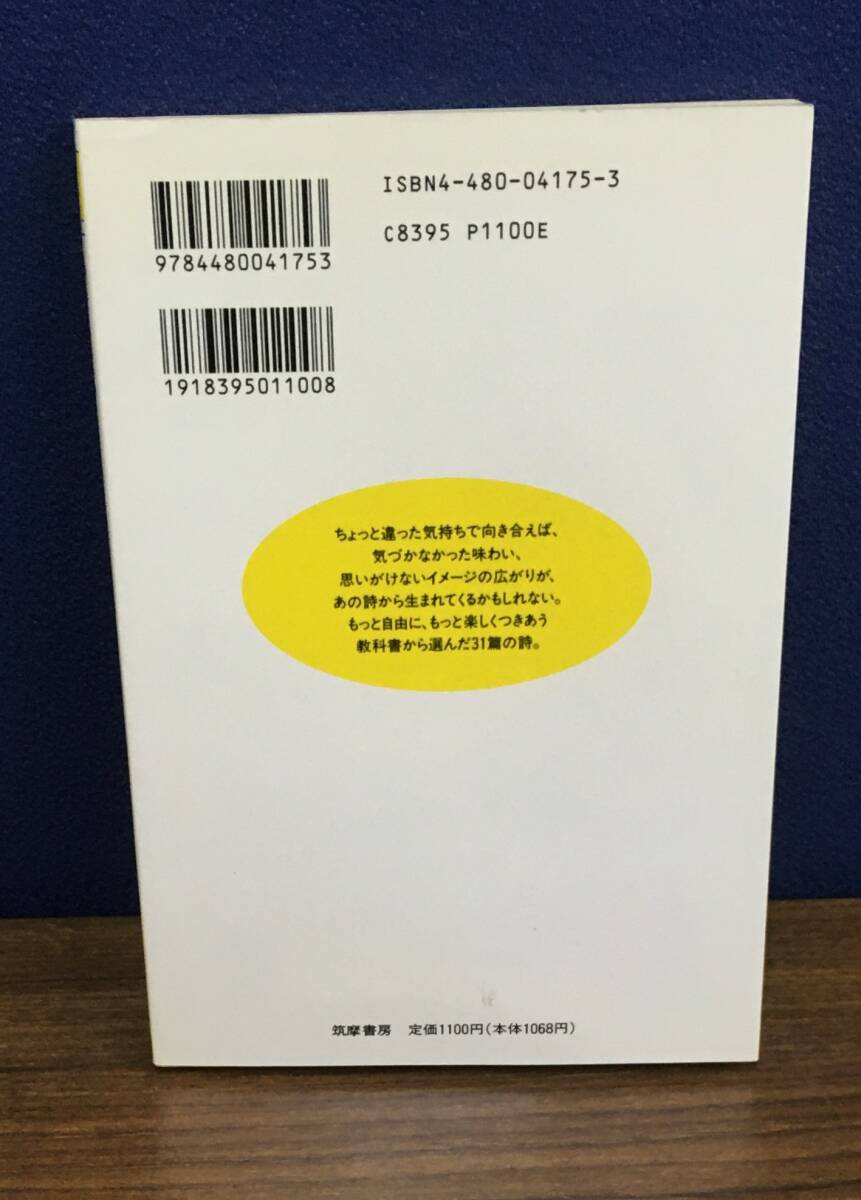 ISBN4-480-04175-3
C8395 P1100E
9784480041753
1918395011008
ちょっと違った気持ちで向き合えば、
気づかなかった味わい、
思いがけないイメージの広がりが、
あの詩から生まれてくるかもしれない。
もっと自由に、もっと楽しくつきあう
教科書から選んだ31篇の詩。
筑摩書房 定価1100円(本体1068円)